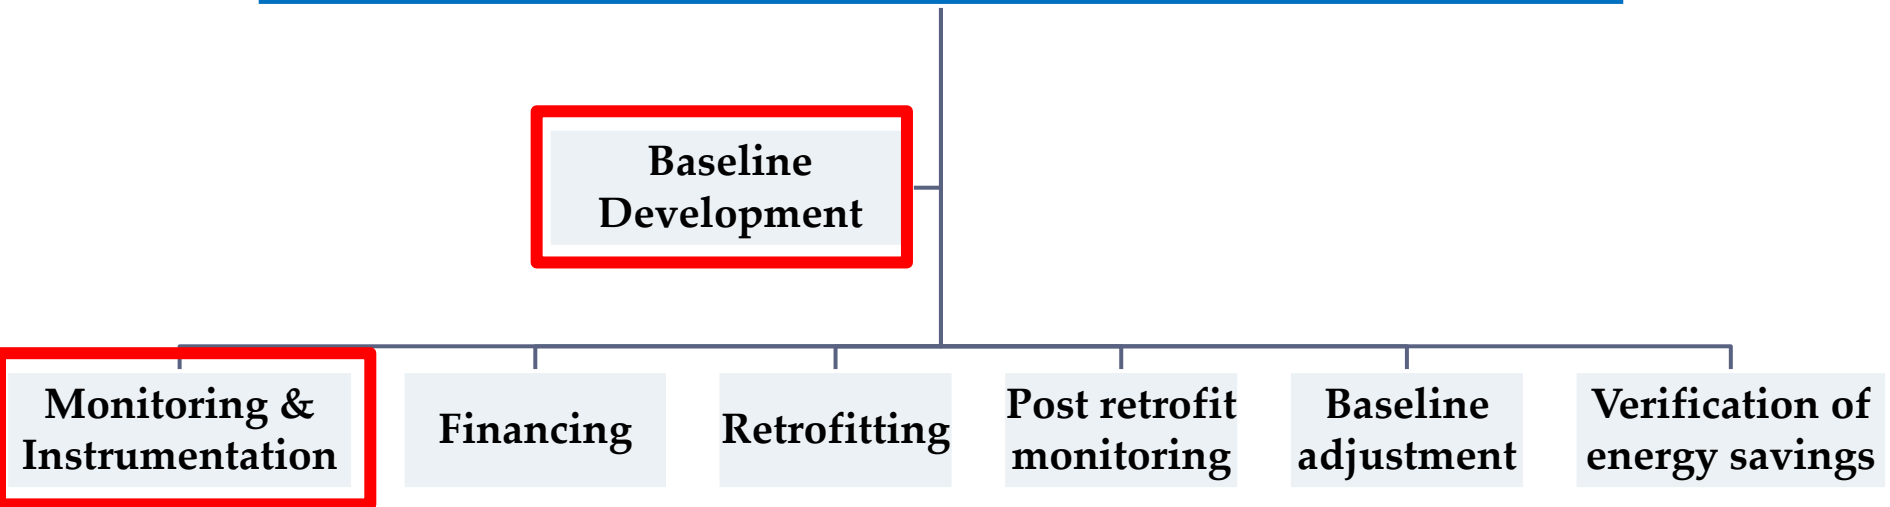 Baseline
Development
Monitoring &
Instrumentation
Financing
Retrofitting
Post retrofit
monitoring
Baseline
adjustment
Verification of
energy savings